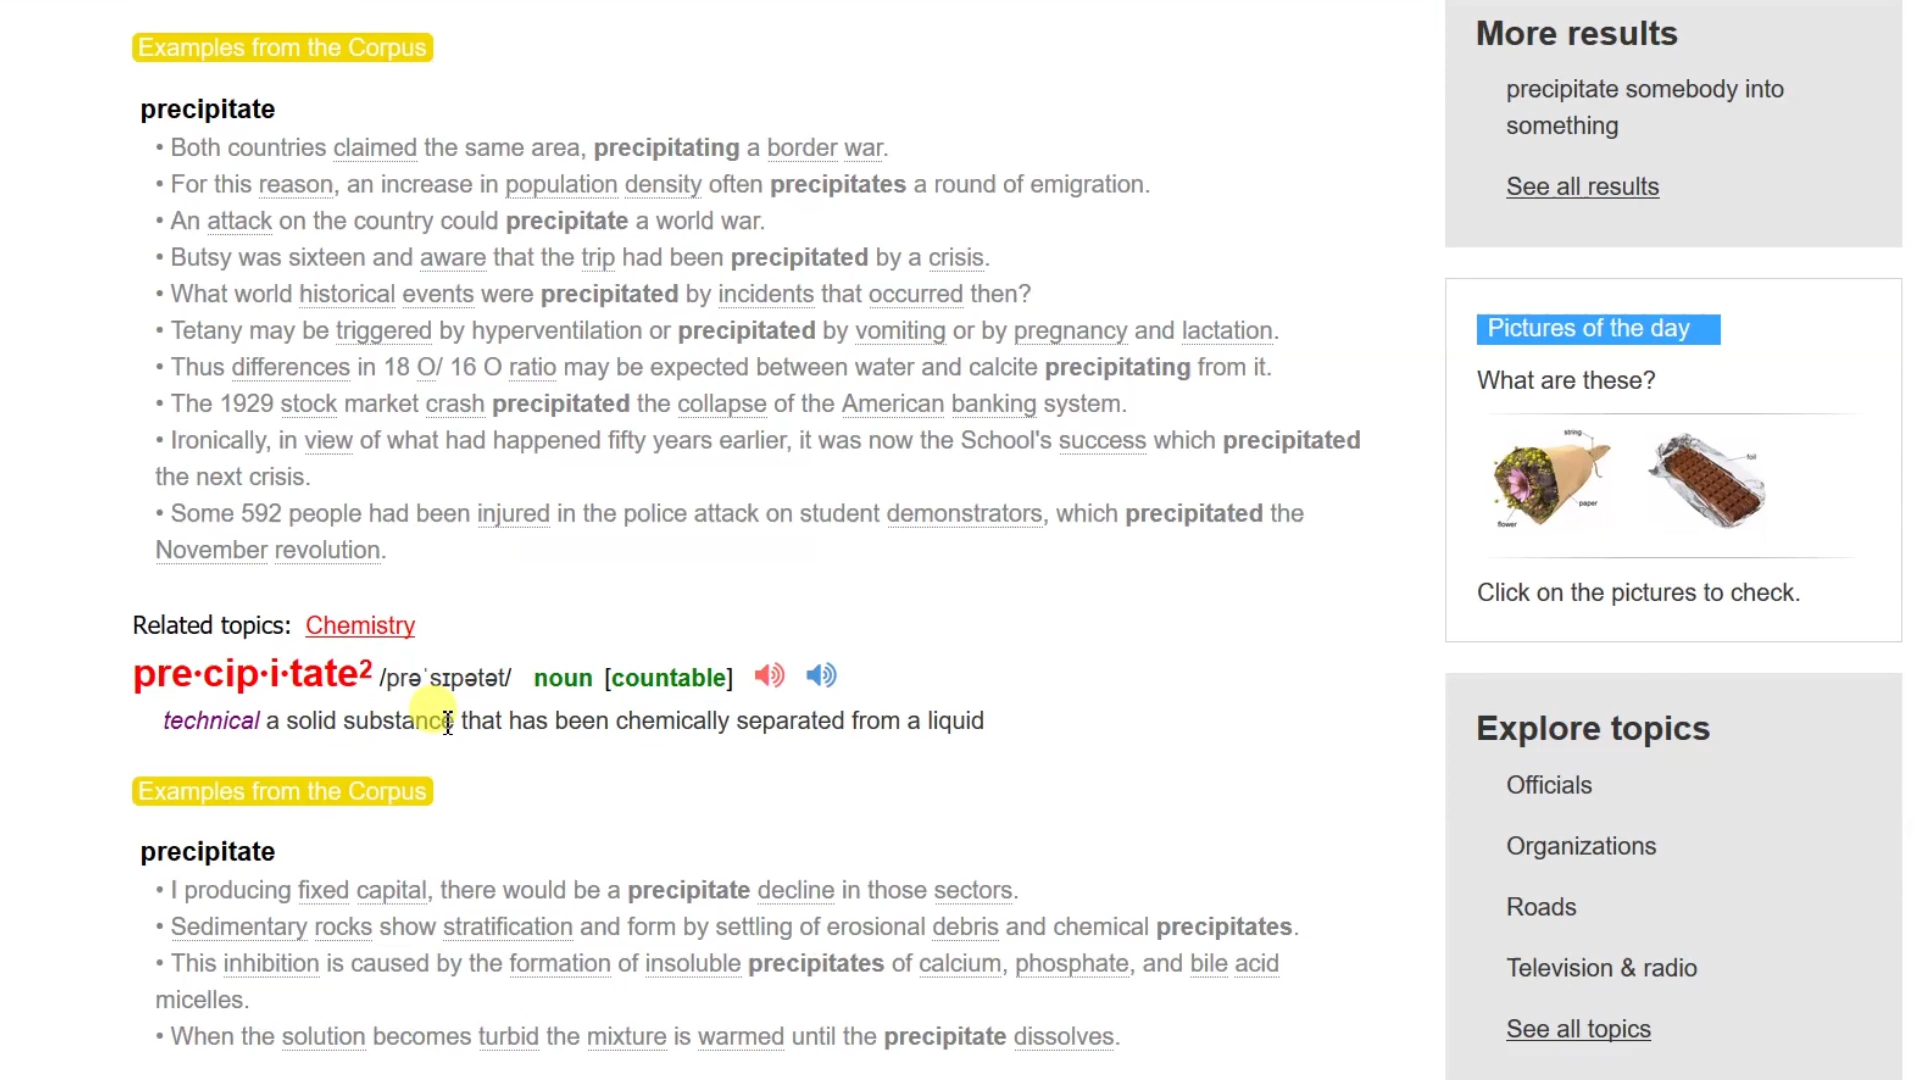 Examples from the Corpus
precipitate
• Both countries claimed the same area, precipitating a border war.
• For this reason, an increase in population density often precipitates a round of emigration.
• An attack on the country could precipitate a world war.
• Butsy was sixteen and aware that the trip had been precipitated by a crisis.
• What world historical events were precipitated by incidents that occurred then?
• Tetany may be triggered by hyperventilation or precipitated by vomiting or by pregnancy and lactation.
• Thus differences in 18 O/ 16 O ratio may be expected between water and calcite precipitating from it.
• The 1929 stock market crash precipitated the collapse of the American banking system.
• Ironically, in view of what had happened fifty years earlier, it was now the School's success which precipitated
the next crisis.
• Some 592 people had been injured in the police attack on student demonstrators, which precipitated the
November revolution.
Related topics: Chemistry
pre·cip·i·tate2 /prəˈsɪpətət/ noun [countable]
technical a solid substance that has been chemically separated from a liquid
Examples from the Corpus
precipitate
• I producing fixed capital, there would be a precipitate decline in those sectors.
• Sedimentary rocks show stratification and form by settling of erosional debris and chemical precipitates.
• This inhibition is caused by the formation of insoluble precipitates of calcium, phosphate, and bile acid
micelles.
• When the solution becomes turbid the mixture is warmed until the precipitate dissolves.
More results
precipitate somebody into
something
See all results
Pictures of the day
What are these?
string
paper
flower
foil
Click on the pictures to check.
Explore topics
Officials
Organizations
Roads
Television & radio
See all topics